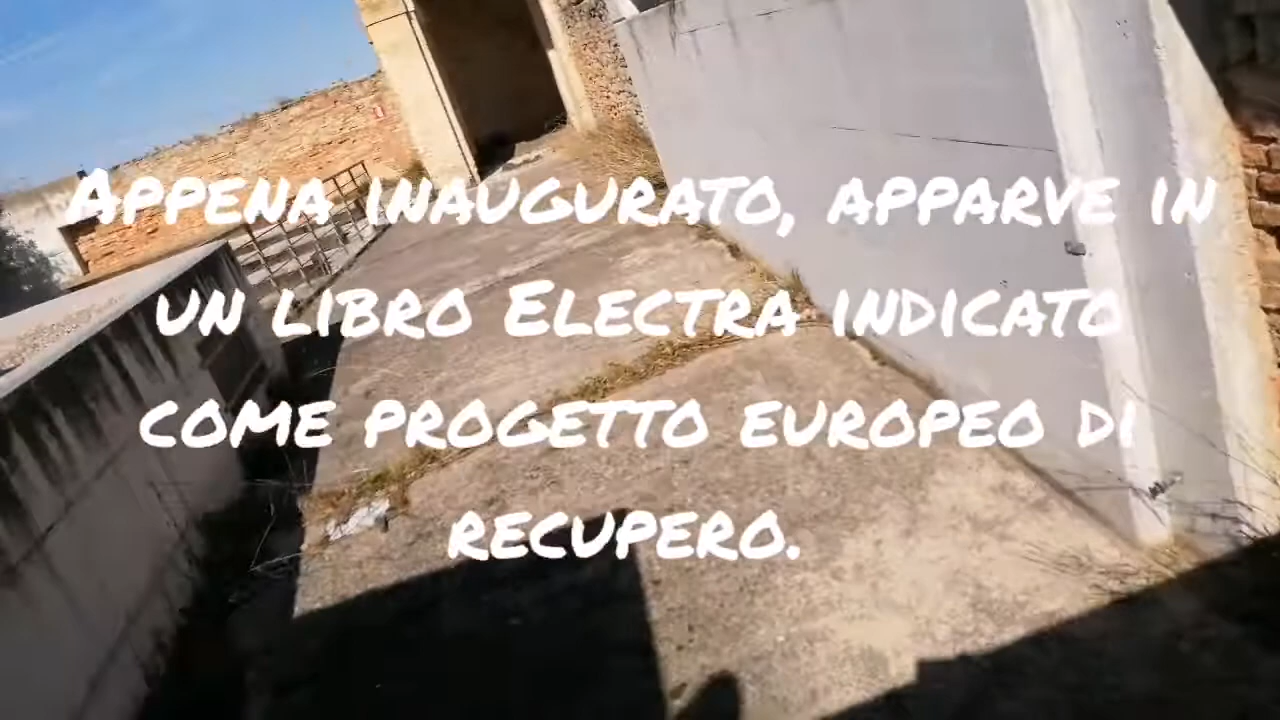 Appena inaugurato, apparve in
un libro Electra indicato
come progetto europeo di
recupero.